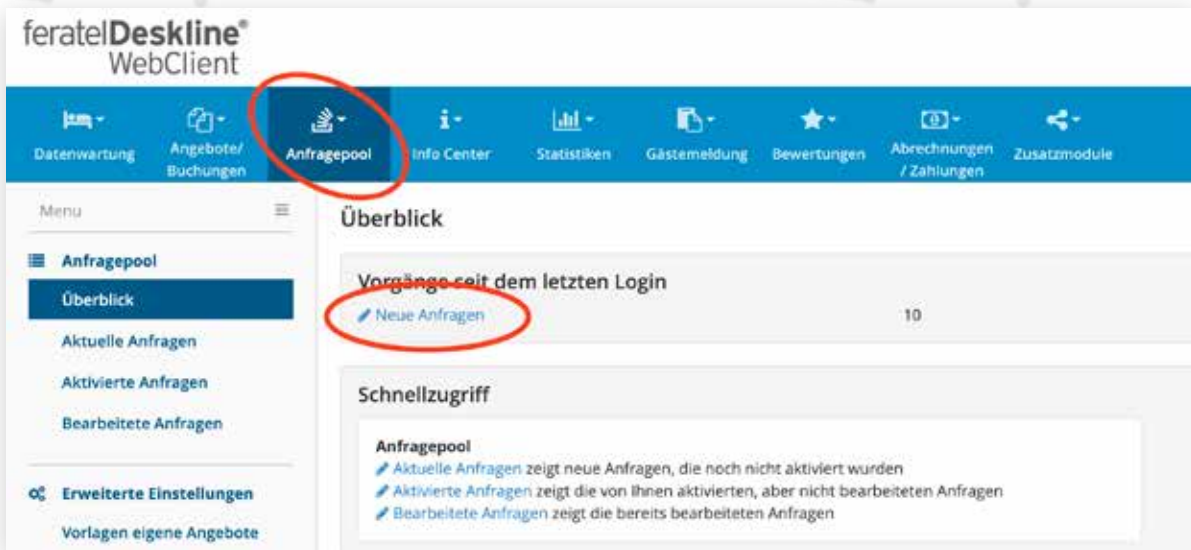 feratelDeskline®
WebClient
Datenwartung
Angebote/
Buchungen
Anfragepool
Info Center
Statistiken
Gästemeldung
Bewertungen
Abrechnungen
/ Zahlungen
Zusatzmodule
Menu
Anfragepool
Überblick
Aktuelle Anfragen
Aktivierte Anfragen
Bearbeitete Anfragen
Erweiterte Einstellungen
Vorlagen eigene Angebote
Überblick
Vorgänge seit dem letzten Login
Neue Anfragen 10
Schnellzugriff
Anfragepool
Aktuelle Anfragen zeigt neue Anfragen, die noch nicht aktiviert wurden
Aktivierte Anfragen zeigt die von Ihnen aktivierten, aber nicht bearbeiteten Anfragen
Bearbeitete Anfragen zeigt die bereits bearbeiteten Anfragen